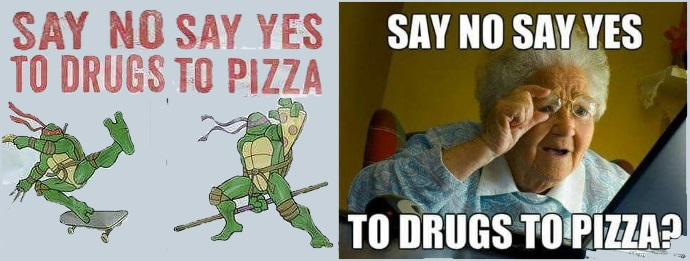 SAY NO SAY YES
TO DRUGS TO PIZZA
SAY NO SAY YES
TO DRUGS TO PIZZA?